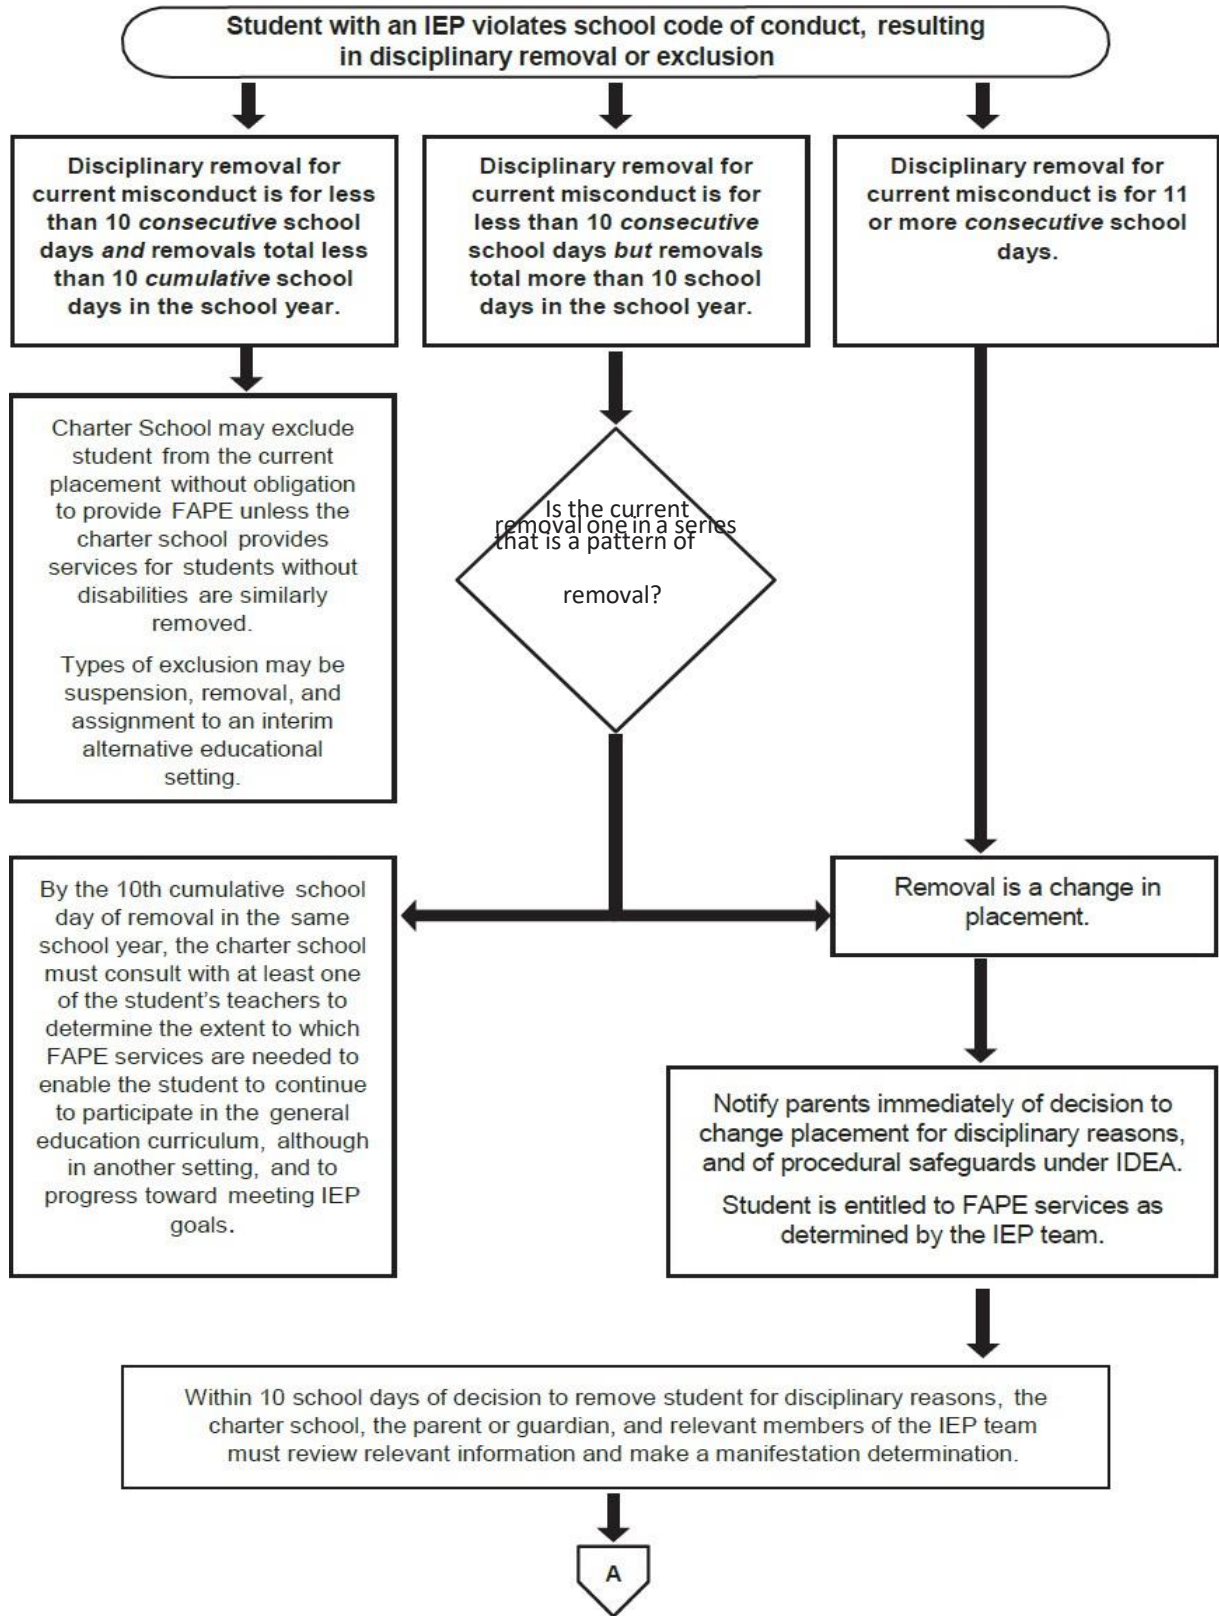 Student with an IEP violates school code of conduct, resulting
in disciplinary removal or exclusion
Disciplinary removal for
current misconduct is for less
than 10 consecutive school
days and removals total less
than 10 cumulative school
days in the school year.
Disciplinary removal for
current misconduct is for
less than 10 consecutive
school days but removals
total more than 10 school
days in the school year.
Disciplinary removal for
current misconduct is for 11
or more consecutive school
days.
Charter School may exclude
student from the current
placement without obligation
to provide FAPE unless the
charter school provides
services for students without
disabilities are similarly
removed.
Types of exclusion may be
suspension, removal, and
assignment to an interim
alternative educational
setting.
Is the current
removal one in a series
that is a pattern of
removal?
By the 10th cumulative school
day of removal in the same
school year, the charter school
must consult with at least one
of the student's teachers to
determine the extent to which
FAPE services are needed to
enable the student to continue
to participate in the general
education curriculum, although
in another setting, and to
progress toward meeting IEP
goals.
Removal is a change in
placement.
Notify parents immediately of decision to
change placement for disciplinary reasons,
and of procedural safeguards under IDEA.
Student is entitled to FAPE services as
determined by the IEP team.
Within 10 school days of decision to remove student for disciplinary reasons, the
charter school, the parent or guardian, and relevant members of the IEP team
must review relevant information and make a manifestation determination.
A